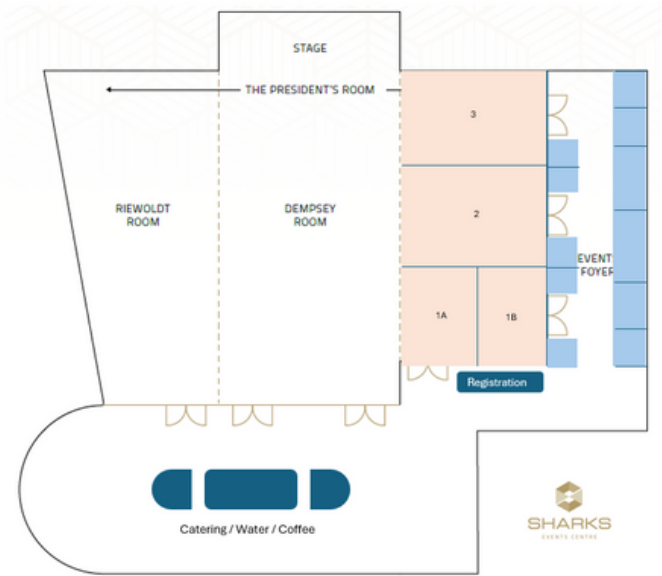 STAGE
THE PRESIDENT'S ROOM
3
RIEWOLDT
ROOM
DEMPSEY
ROOM
2
EVENT
FOYER
1A
1B
Registration
Catering / Water / Coffee
SHARKS
EVENTS CENTRE